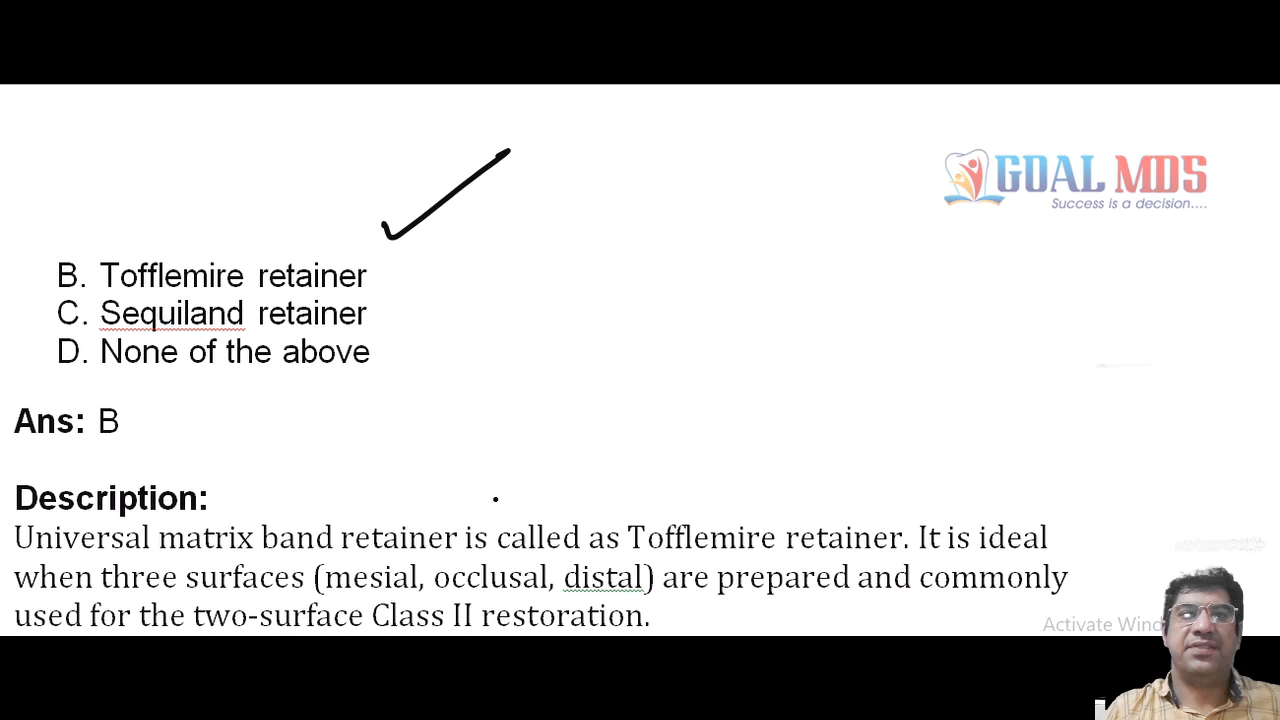 GOAL MDS
Success is a decision....
B. Tofflemire retainer
C. Sequiland retainer
D. None of the above
Ans: B
Description:
Universal matrix band retainer is called as Tofflemire retainer. It is ideal
when three surfaces (mesial, occlusal, distal) are prepared and commonly
used for the two-surface Class II restoration.
Activate Wind